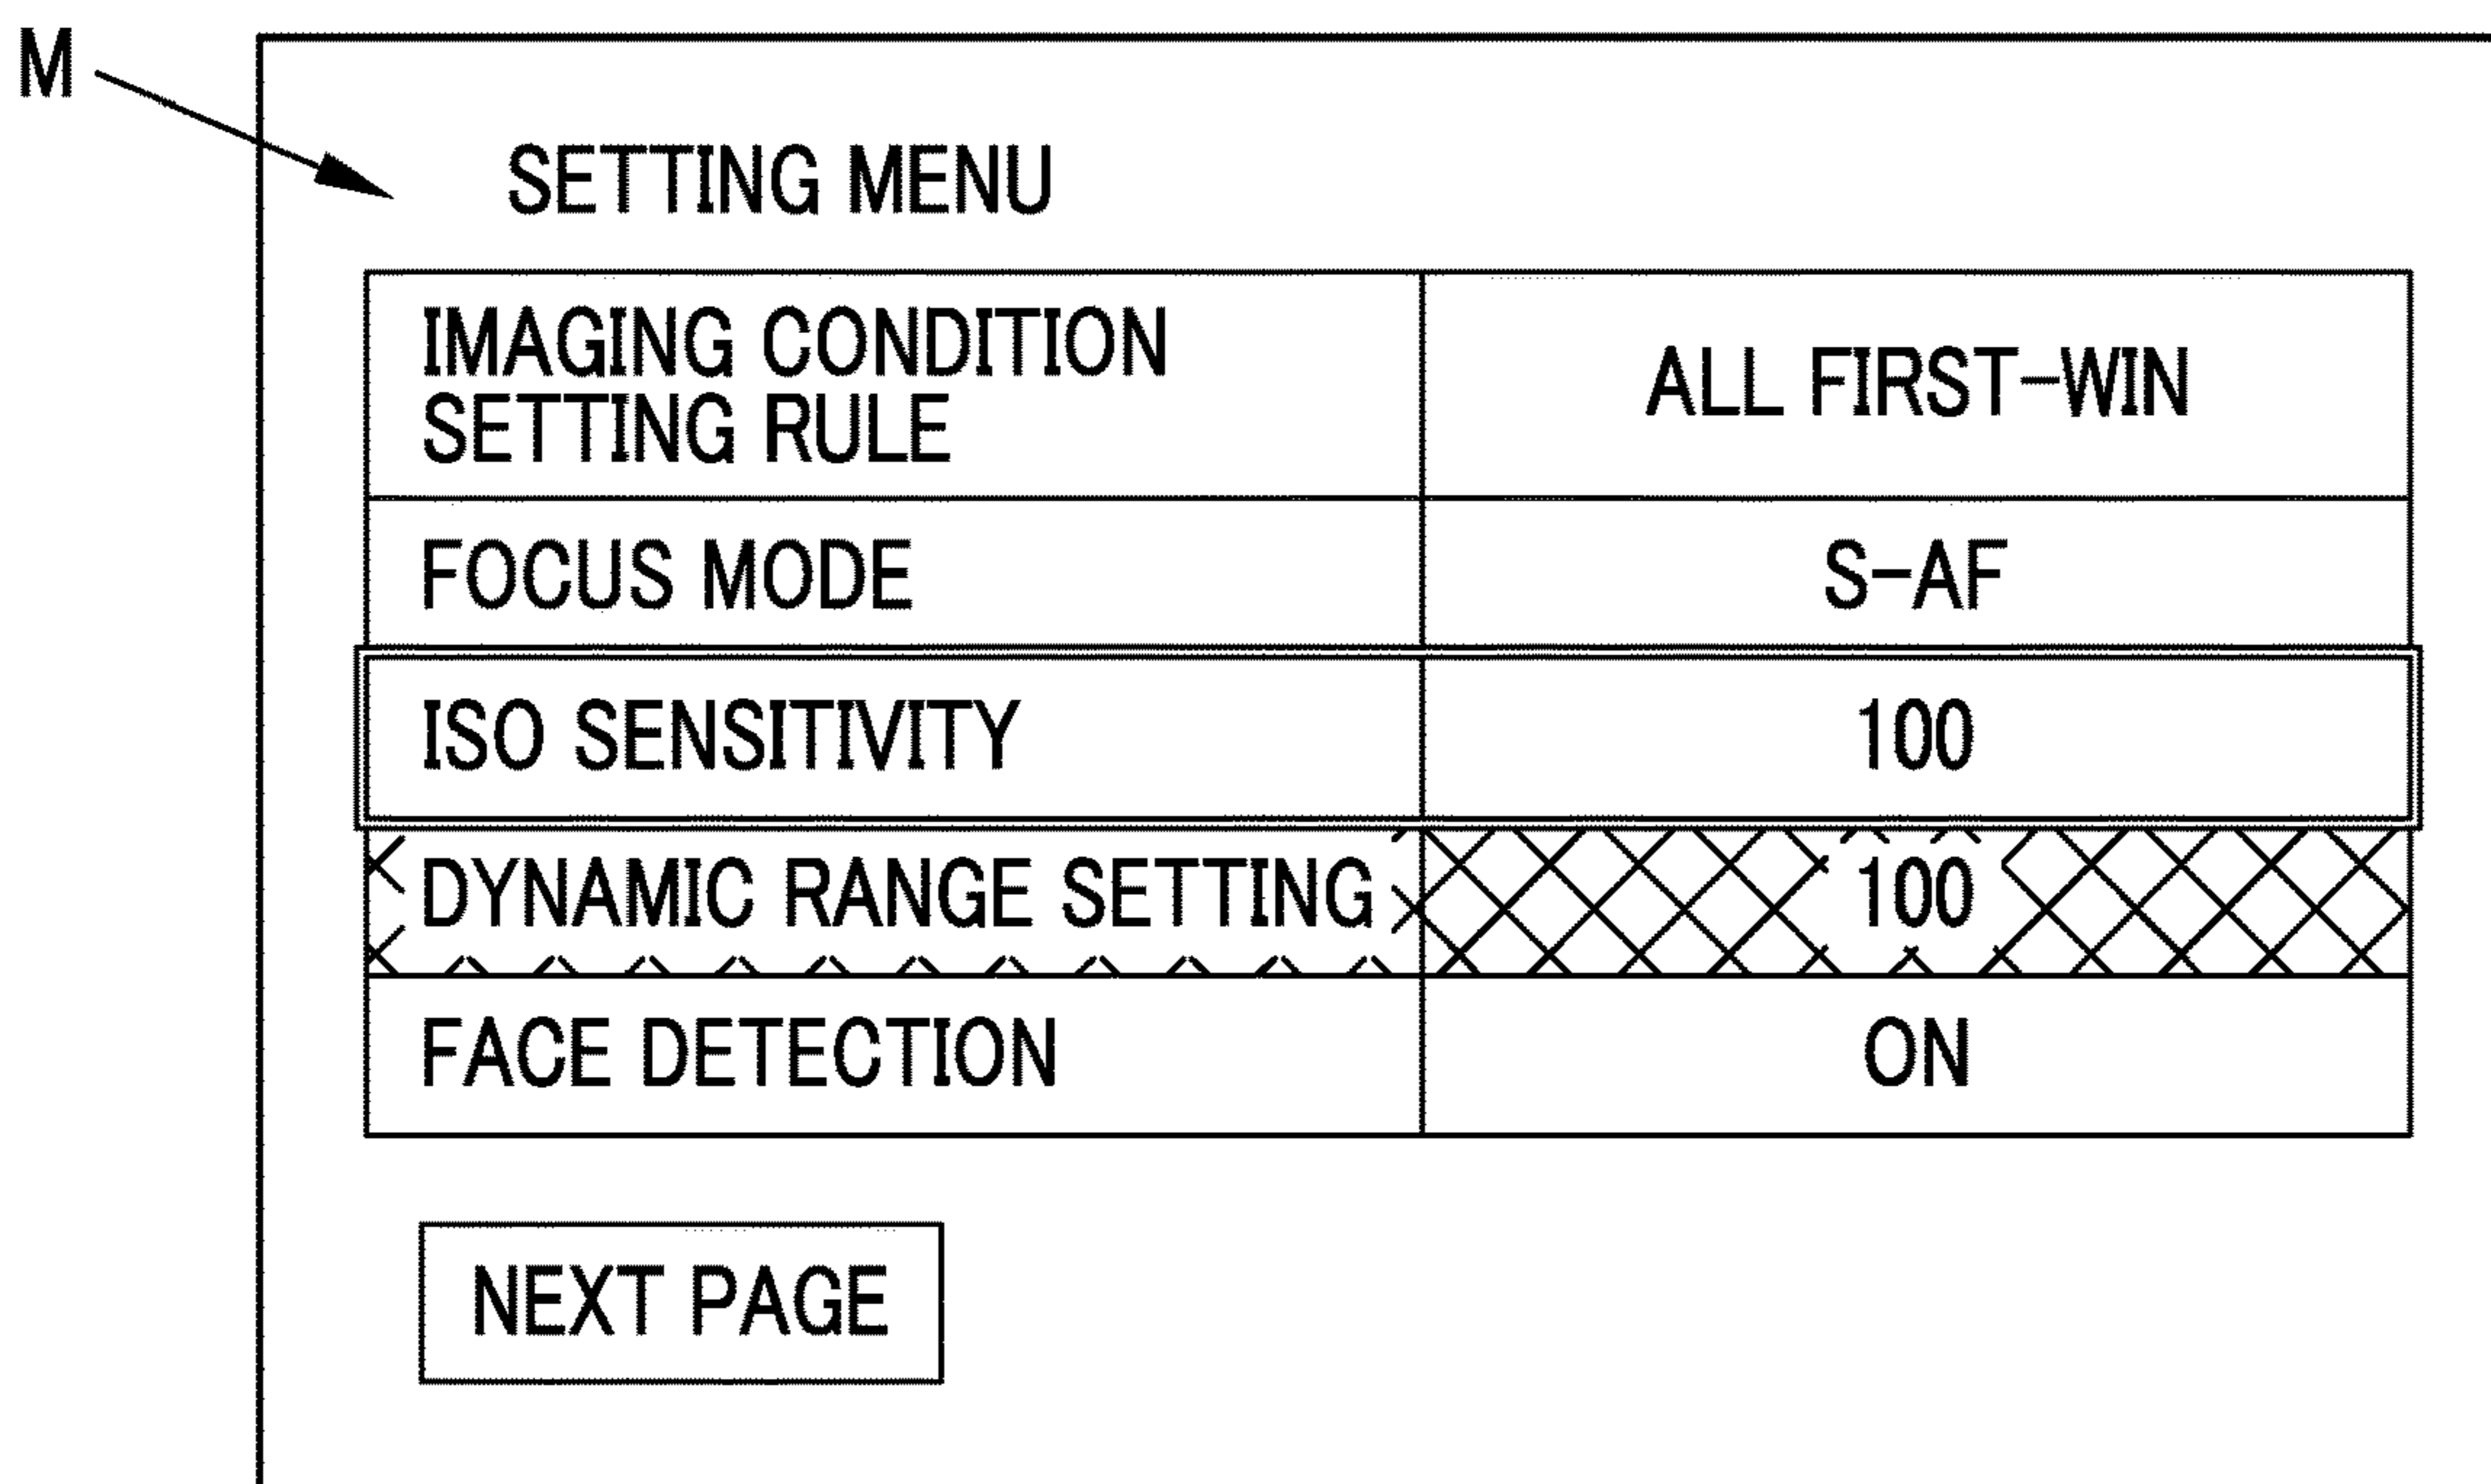 M
SETTING MENU
IMAGING CONDITION
SETTING RULE
ALL FIRST-WIN
FOCUS MODE
S-AF
ISO SENSITIVITY
100
DYNAMIC RANGE SETTING
100
FACE DETECTION
ON
NEXT PAGE